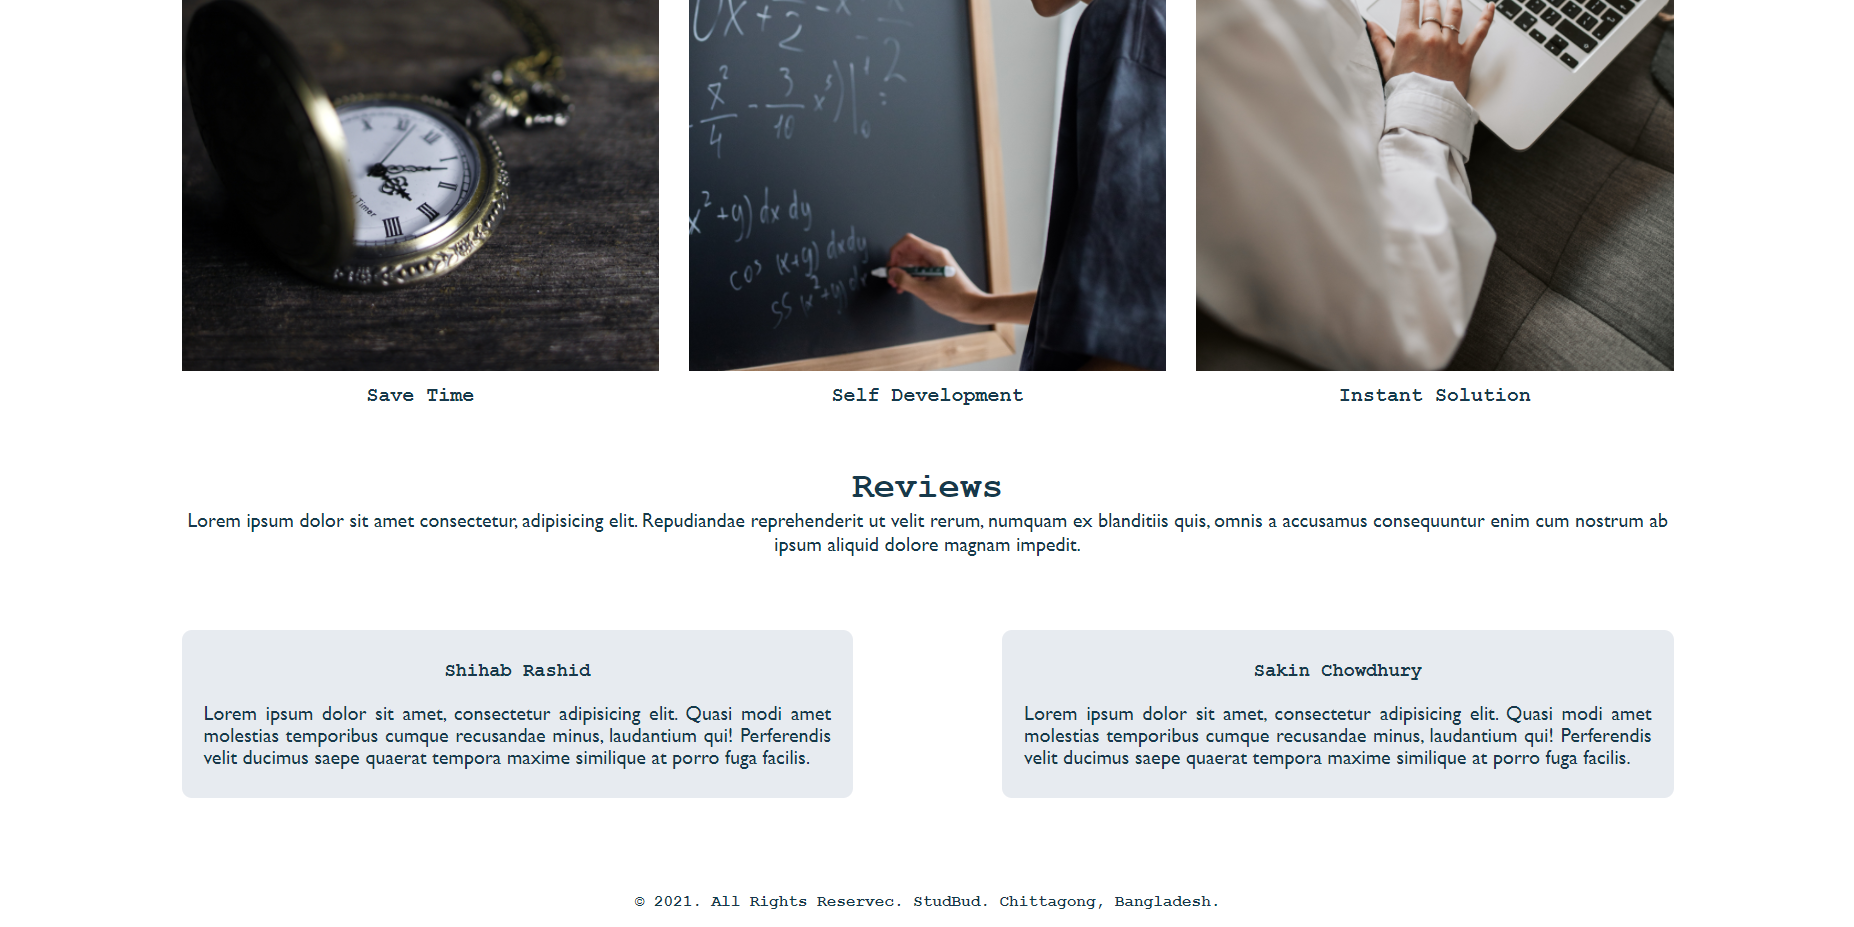 Save Time
Self Development
Instant Solution
Reviews
Lorem ipsum dolor sit amet consectetur, adipisicing elit. Repudiandae reprehenderit ut velit rerum, numquam ex blanditiis quis, omnis a accusamus consequuntur enim cum nostrum ab
ipsum aliquid dolore magnam impedit.
Shihab Rashid
Lorem ipsum dolor sit amet, consectetur adipisicing elit. Quasi modi amet
molestias temporibus cumque recusandae minus, laudantium qui! Perferendis
velit ducimus saepe quaerat tempora maxime similique at porro fuga facilis.
Sakin Chowdhury
Lorem ipsum dolor sit amet, consectetur adipisicing elit. Quasi modi amet
molestias temporibus cumque recusandae minus, laudantium qui! Perferendis
velit ducimus saepe quaerat tempora maxime similique at porro fuga facilis.
© 2021. All Rights Reservec. StudBud. Chittagong, Bangladesh.